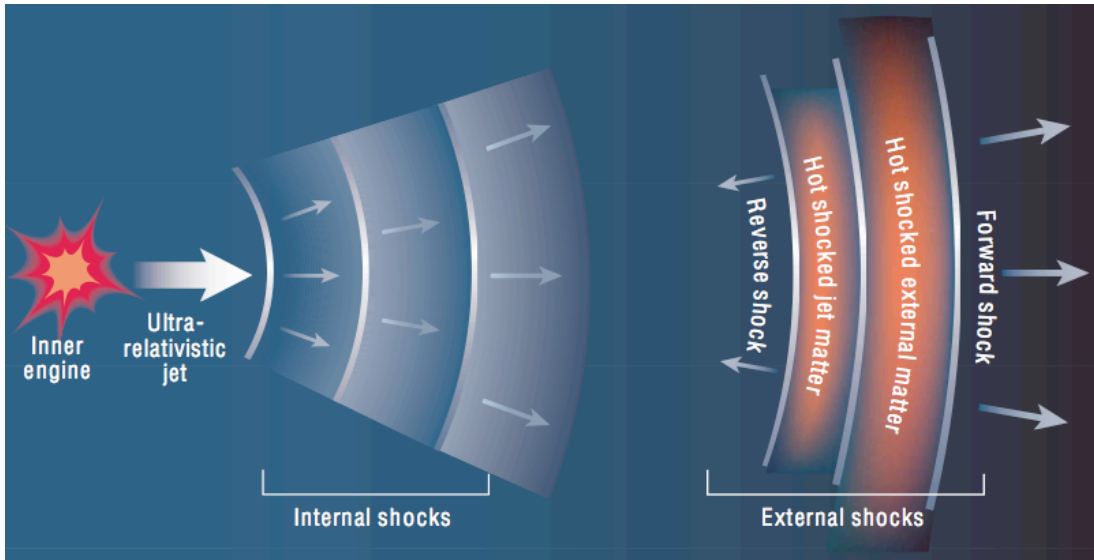 Inner
engine
Ultra-
relativistic
jet
Internal shocks
Reverse shock
Hot shocked jet matter
Hot shocked external matter
Forward shock
External shocks